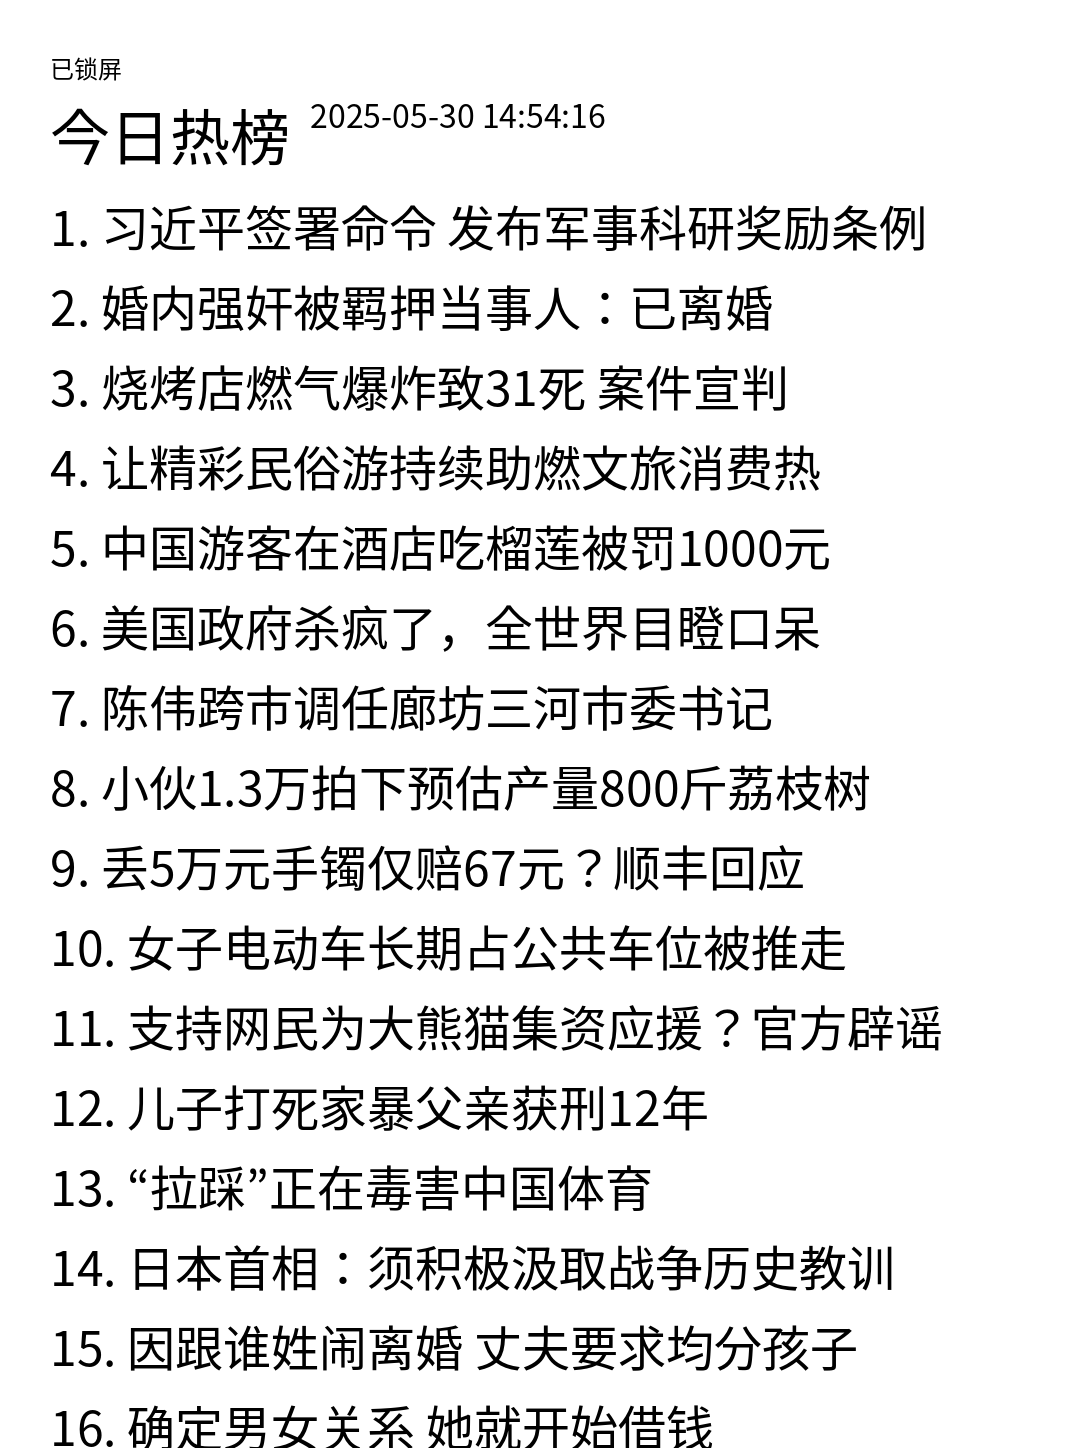 已锁屏
今日热榜 2025-05-30 14:54:16
1. 习近平签署命令 发布军事科研奖励条例
2. 婚内强奸被羁押当事人：已离婚
3. 烧烤店燃气爆炸致31死 案件宣判
4. 让精彩民俗游持续助燃文旅消费热
5. 中国游客在酒店吃榴莲被罚1000元
6. 美国政府杀疯了，全世界目瞪口呆
7. 陈伟跨市调任廊坊三河市委书记
8. 小伙1.3万拍下预估产量800斤荔枝树
9. 丢5万元手镯仅赔67元？顺丰回应
10. 女子电动车长期占公共车位被推走
11. 支持网民为大熊猫集资应援？官方辟谣
12. 儿子打死家暴父亲获刑12年
13. “拉踩”正在毒害中国体育
14. 日本首相：须积极汲取战争历史教训
15. 因跟谁姓闹离婚 丈夫要求均分孩子
16. 确定男女关系 她就开始借钱